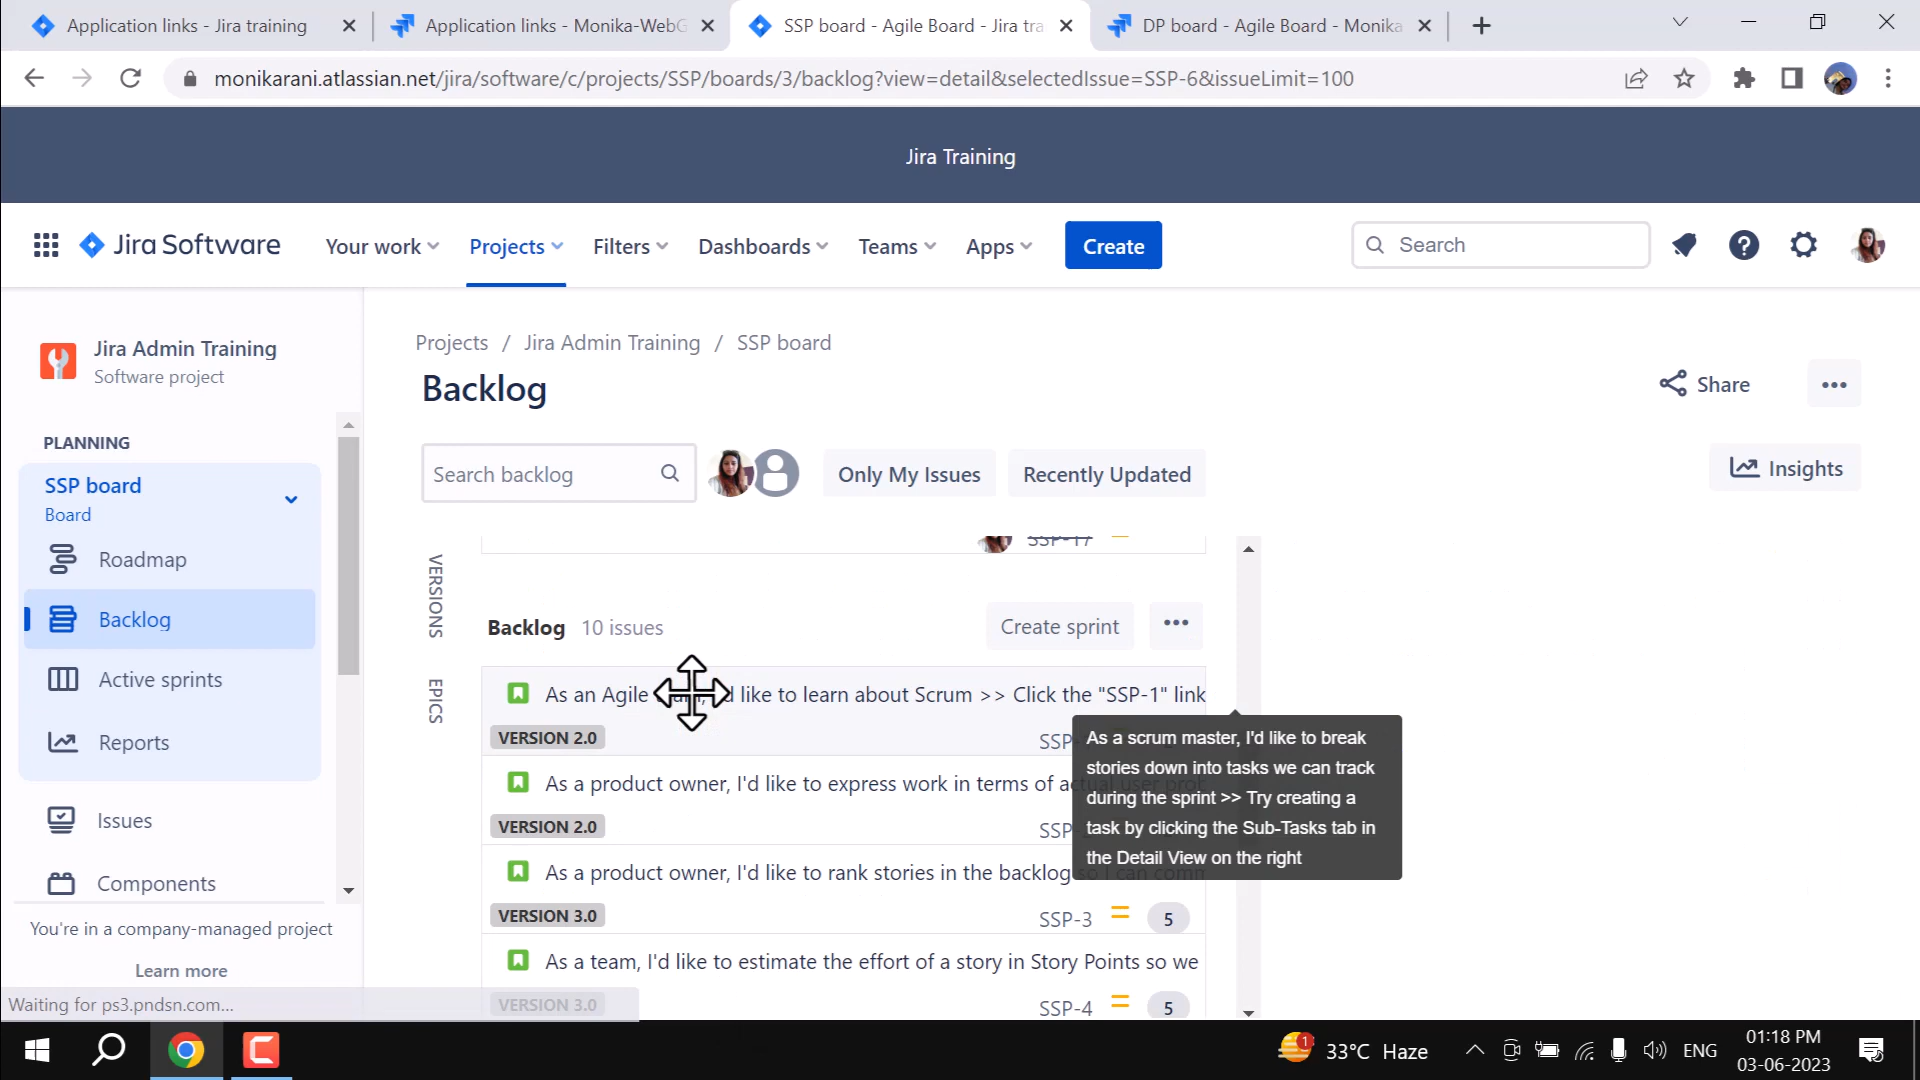 Application links - Jira training
Application links - Monika-WebG
SSP board - Agile Board - Jira tra
DP board - Agile Board - Monika
monikarani.atlassian.net/jira/software/c/projects/SSP/boards/3/backlog?view=detail&selectedIssue=SSP-6&issueLimit=100
Jira Training
Jira Software
Your work
Projects
Filters
Dashboards
Teams
Apps
Create
Search
Jira Admin Training
Software project
PLANNING
SSP board
Board
Roadmap
Backlog
Active sprints
Reports
Issues
Components
You're in a company-managed project
Learn more
Waiting for ps3.pndsn.com...
Projects / Jira Admin Training / SSP board
Backlog
Share
Search backlog
Only My Issues
Recently Updated
Insights
VERSIONS
EPICS
SSP-17
Backlog 10 issues
Create sprint
As an Agile like to learn about Scrum >> Click the "SSP-1" link
VERSION 2.0
SSP
As a product owner, I'd like to express work in terms of actual user
VERSION 2.0
SSP
As a product owner, I'd like to rank stories in the backlog so I can
VERSION 3.0
SSP-3
5
As a team, I'd like to estimate the effort of a story in Story Points so we
VERSION 3.0
SSP-4
5
As a scrum master, I'd like to break
stories down into tasks we can track
during the sprint >> Try creating a
task by clicking the Sub-Tasks tab in
the Detail View on the right
1
33°C Haze
ENG
01:18 PM
03-06-2023